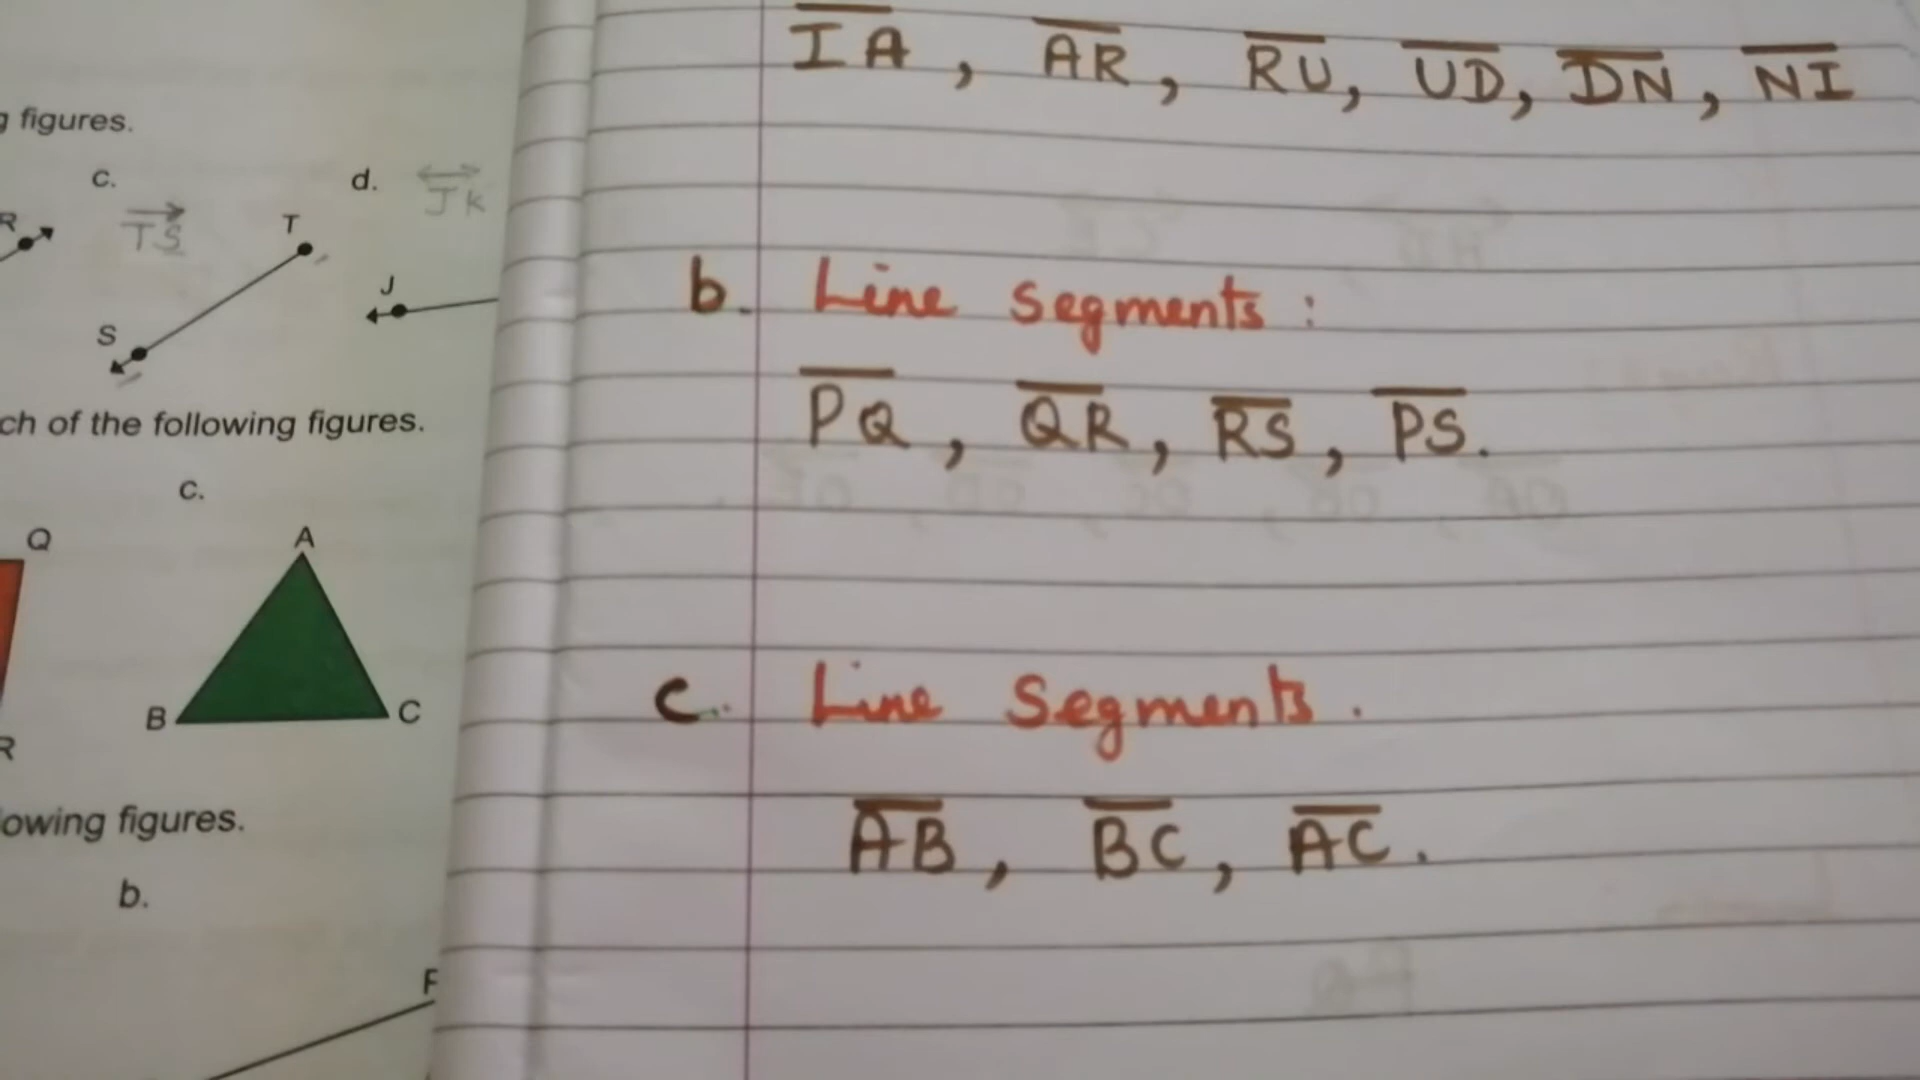 g figures.
c.
d.
JK
R
TS
T
J
S
ch of the following figures.
c.
Q
A
B
C
R
owing figures.
b.
F
IA, AR, RU, UD, DN, NI
b. Line segments:
PQ, QR, RS, PS.
c. Line Segments.
AB, BC, AC.